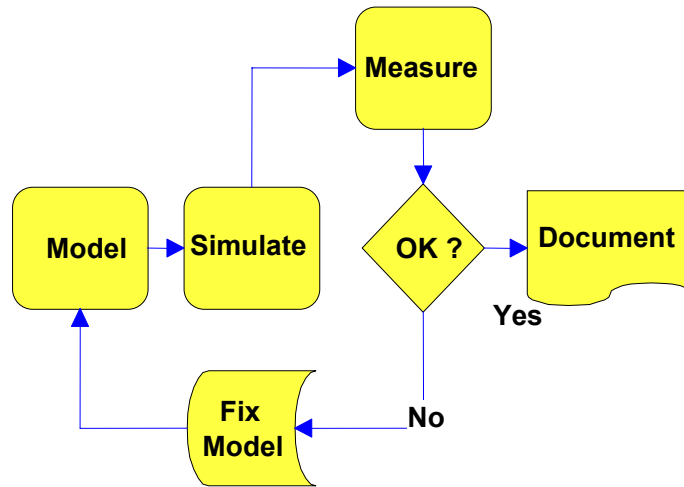 Measure
Model
Simulate
OK ?
Document
Yes
No
Fix
Model